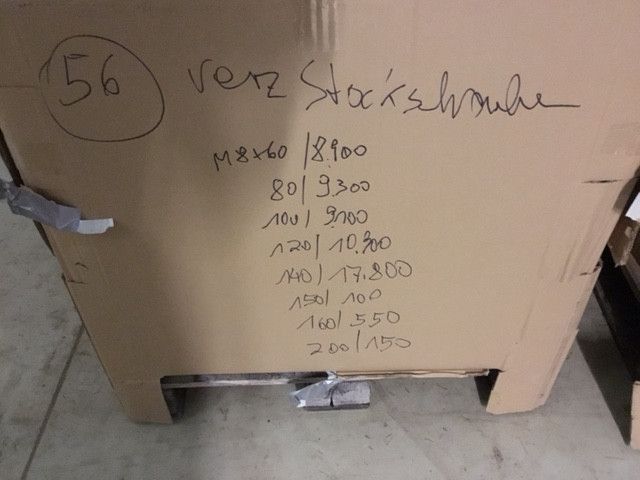 56 verz Stockschrauben
M8x60 / 8.900
80 / 9.300
100 / 9.100
120 / 10.300
140 / 17.800
150 / 100
160 / 550
200 / 150